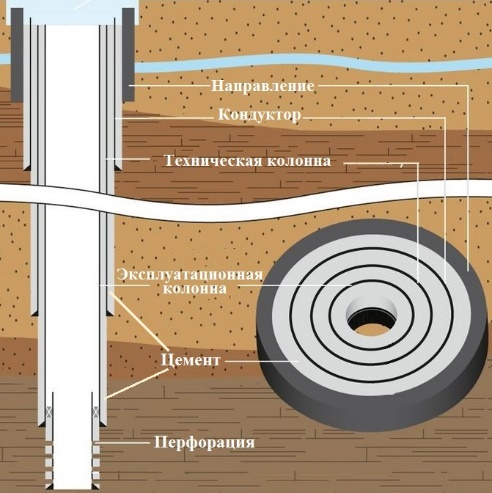 Направление
Кондуктор
Техническая колонна
Эксплуатационная
колонна
Цемент
Перфорация